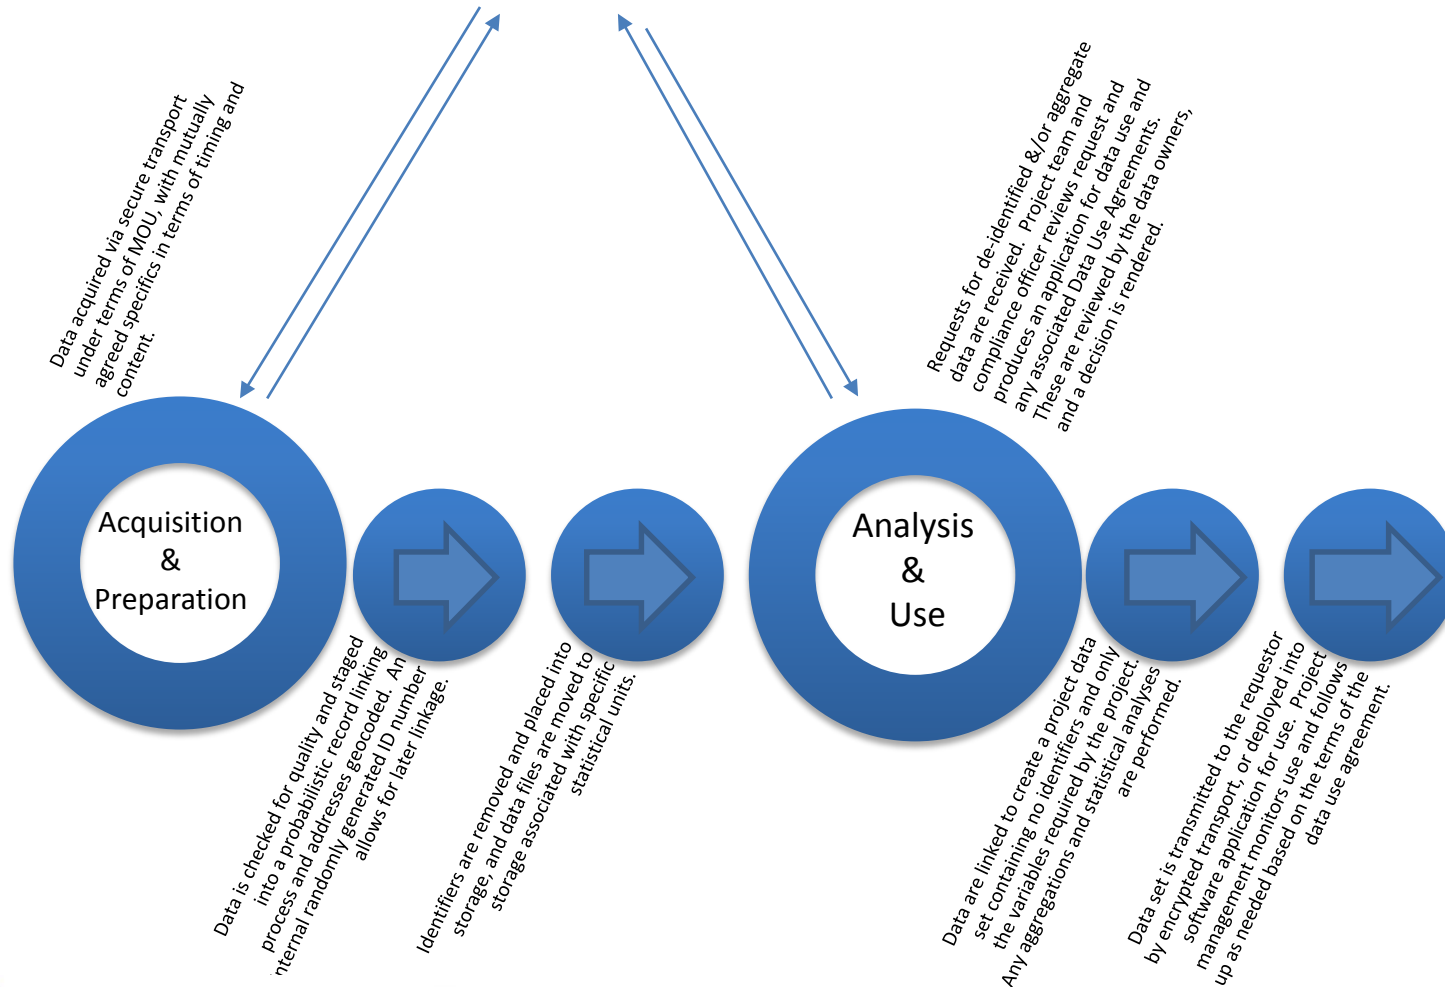 Data acquired via secure transport
under terms of MOU, with mutually
agreed specifics in terms of timing and
content.
Acquisition
&
Preparation
Data is checked for quality and staged
into a probabilistic record linking
process and addresses geocoded.  An
internal randomly generated ID number
allows for later linkage.
Identifiers are removed and placed into
storage, and data files are moved to
storage associated with specific
statistical units.
Requests for de-identified &/or aggregate
data are received.  Project team and
compliance officer reviews request and
produces an application for data use and
any associated Data Use Agreements.
These are reviewed by the data owners,
and a decision is rendered.
Analysis
&
Use
Data are linked to create a project data
set containing no identifiers and only
the variables required by the project.
Any aggregations and statistical analyses
are performed.
Data set is transmitted to the requestor
by encrypted transport, or deployed into
software application for use.  Project
management monitors use and follows
up as needed based on the terms of the
data use agreement.